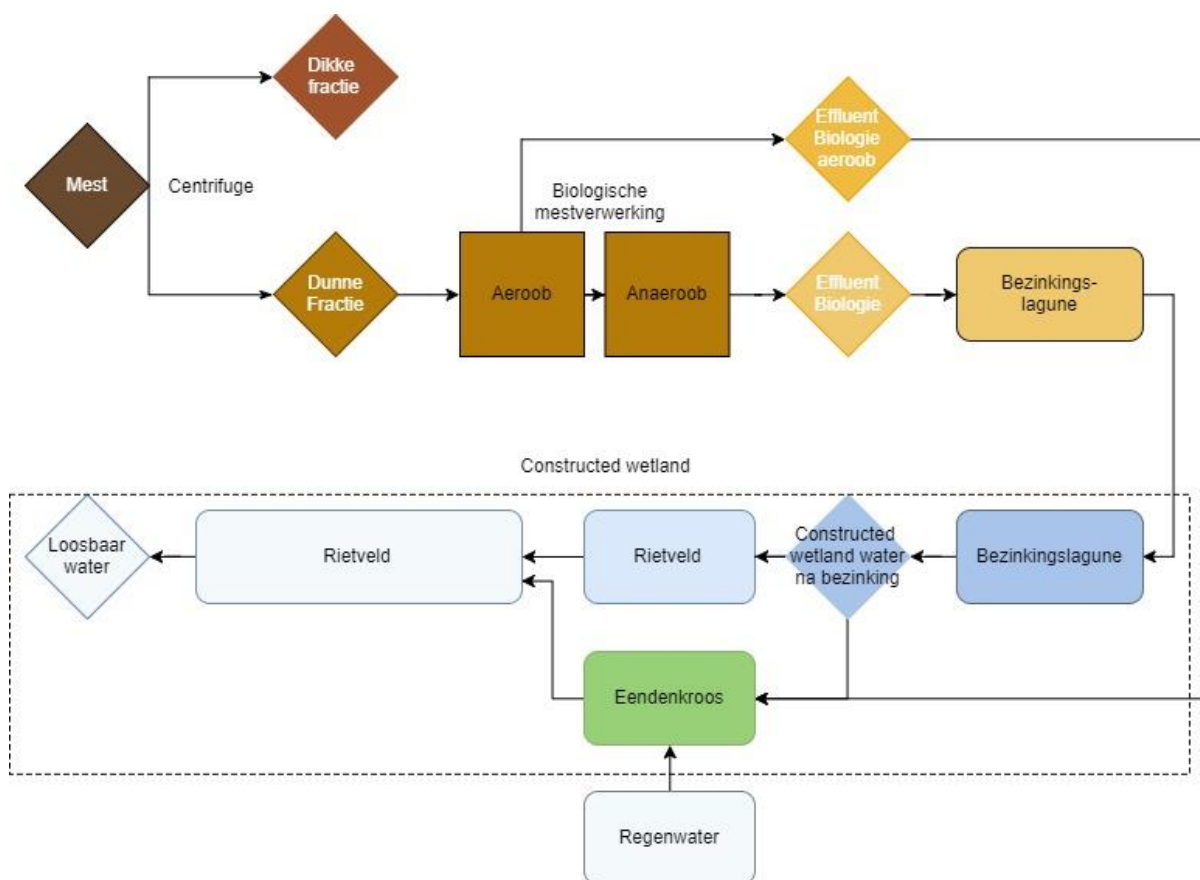 Dikke
fractie
Mest
Centrifuge
Effluent
Biologie
aeroob
Biologische
mestverwerking
Dunne
Fractie
Aeroob
Anaeroob
Effluent
Biologie
Bezinkings-
lagune
Constructed wetland
Loosbaar
water
Rietveld
Rietveld
Constructed
wetland water
na bezinking
Bezinkingslagune
Eendenkroos
Regenwater